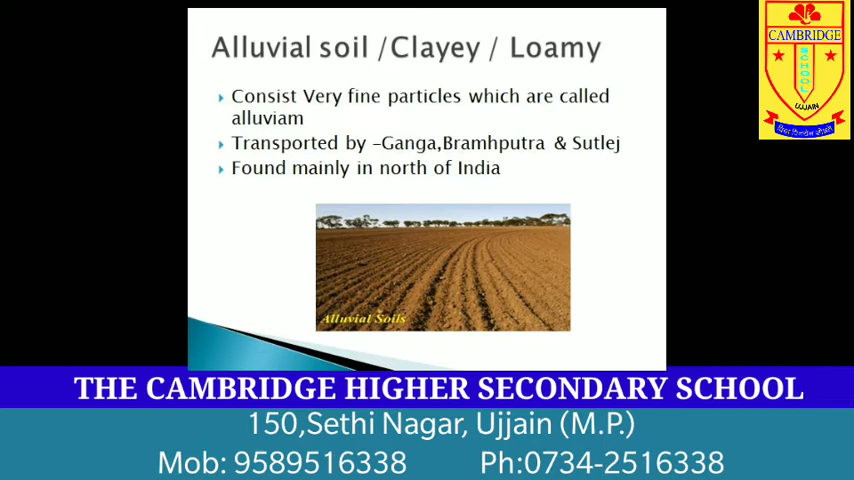 Alluvial soil /Clayey / Loamy
Consist Very fine particles which are called
alluviam
Transported by –Ganga,Bramhputra & Sutlej
Found mainly in north of India
Alluvial Soils
CAMBRIDGE
SCHOOL
UJJAIN
THE CAMBRIDGE HIGHER SECONDARY SCHOOL
150,Sethi Nagar, Ujjain (M.P.)
Mob: 9589516338 Ph:0734-2516338